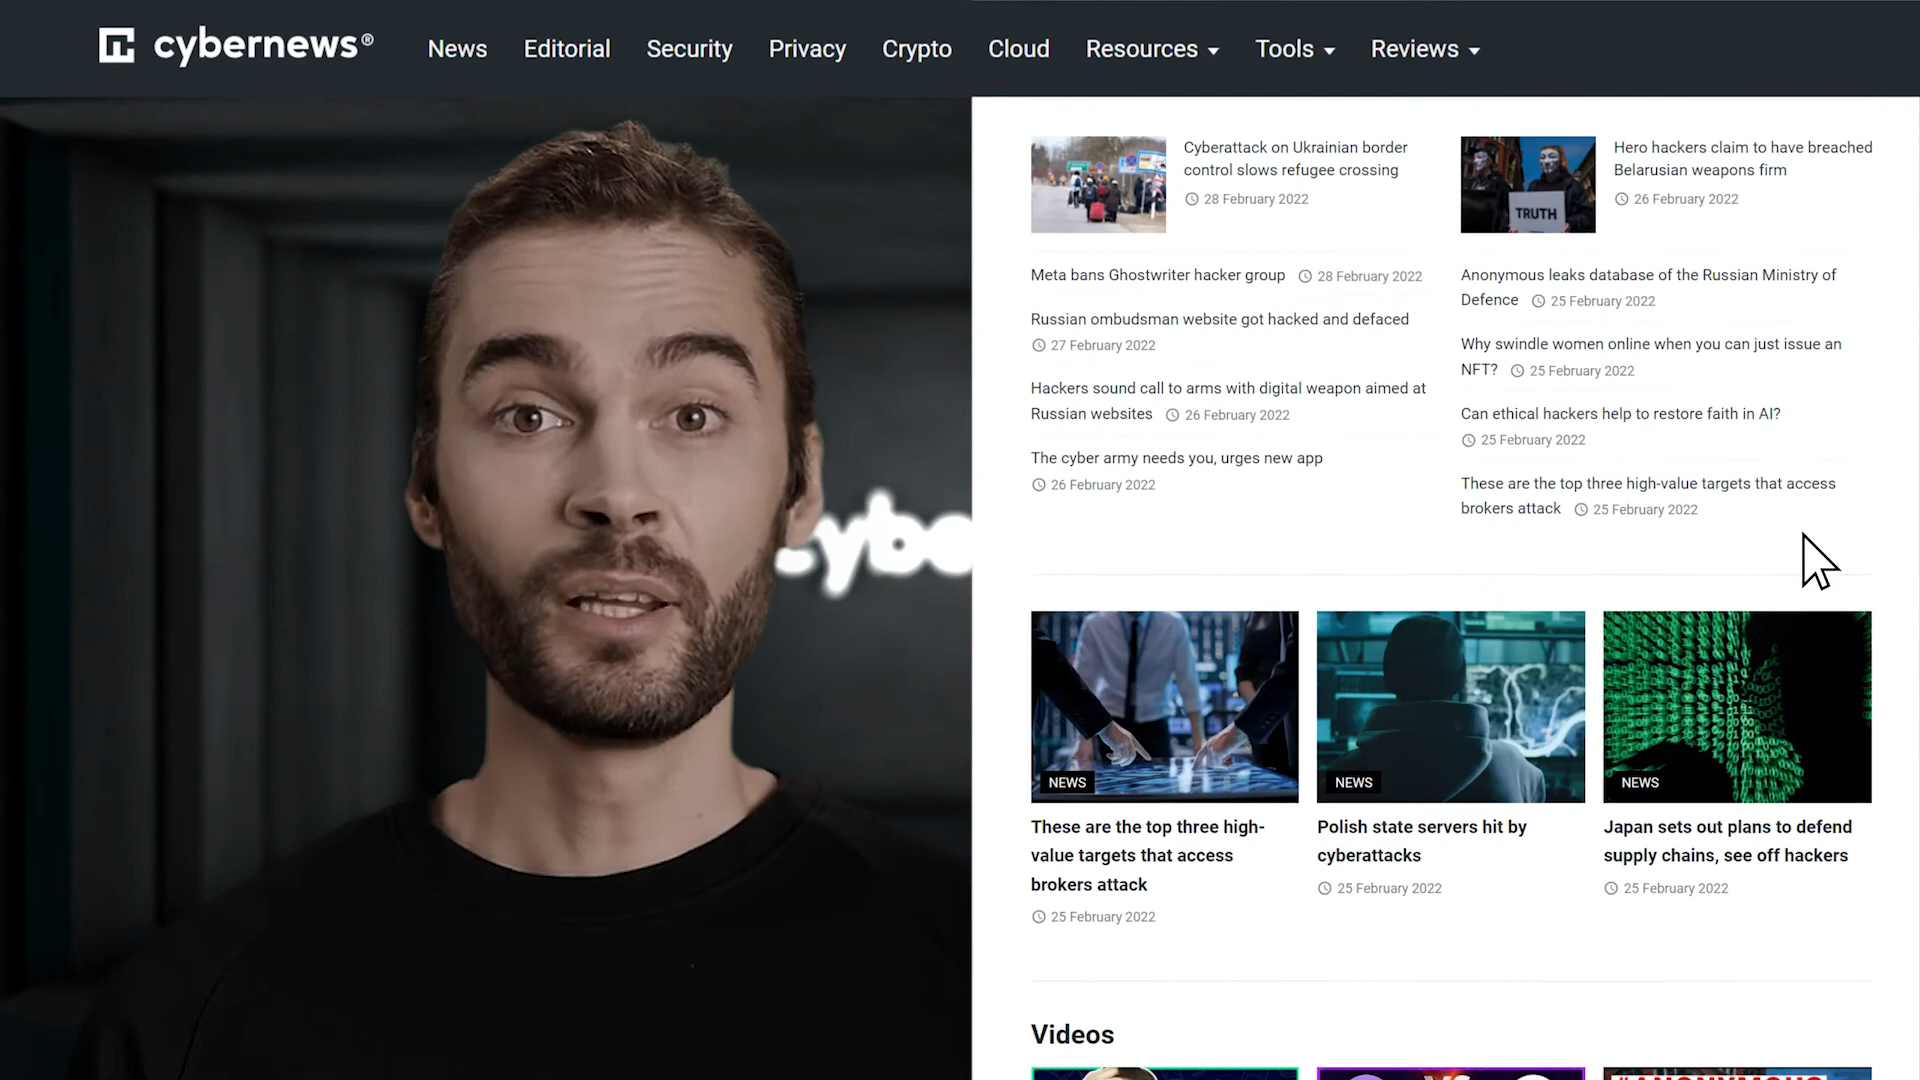 cybernews®
News Editorial Security Privacy Crypto Cloud Resources Tools Reviews
Cyberattack on Ukrainian border
control slows refugee crossing
28 February 2022
TRUTH
Hero hackers claim to have breached
Belarusian weapons firm
26 February 2022
Meta bans Ghostwriter hacker group 28 February 2022
Russian ombudsman website got hacked and defaced
27 February 2022
Hackers sound call to arms with digital weapon aimed at
Russian websites 26 February 2022
The cyber army needs you, urges new app
26 February 2022
Anonymous leaks database of the Russian Ministry of
Defence 25 February 2022
Why swindle women online when you can just issue an
NFT? 25 February 2022
Can ethical hackers help to restore faith in AI?
25 February 2022
These are the top three high-value targets that access
brokers attack 25 February 2022
cybe
NEWS
These are the top three high-
value targets that access
brokers attack
25 February 2022
NEWS
Polish state servers hit by
cyberattacks
25 February 2022
NEWS
Japan sets out plans to defend
supply chains, see off hackers
25 February 2022
Videos
VS
#ANONYMOUS